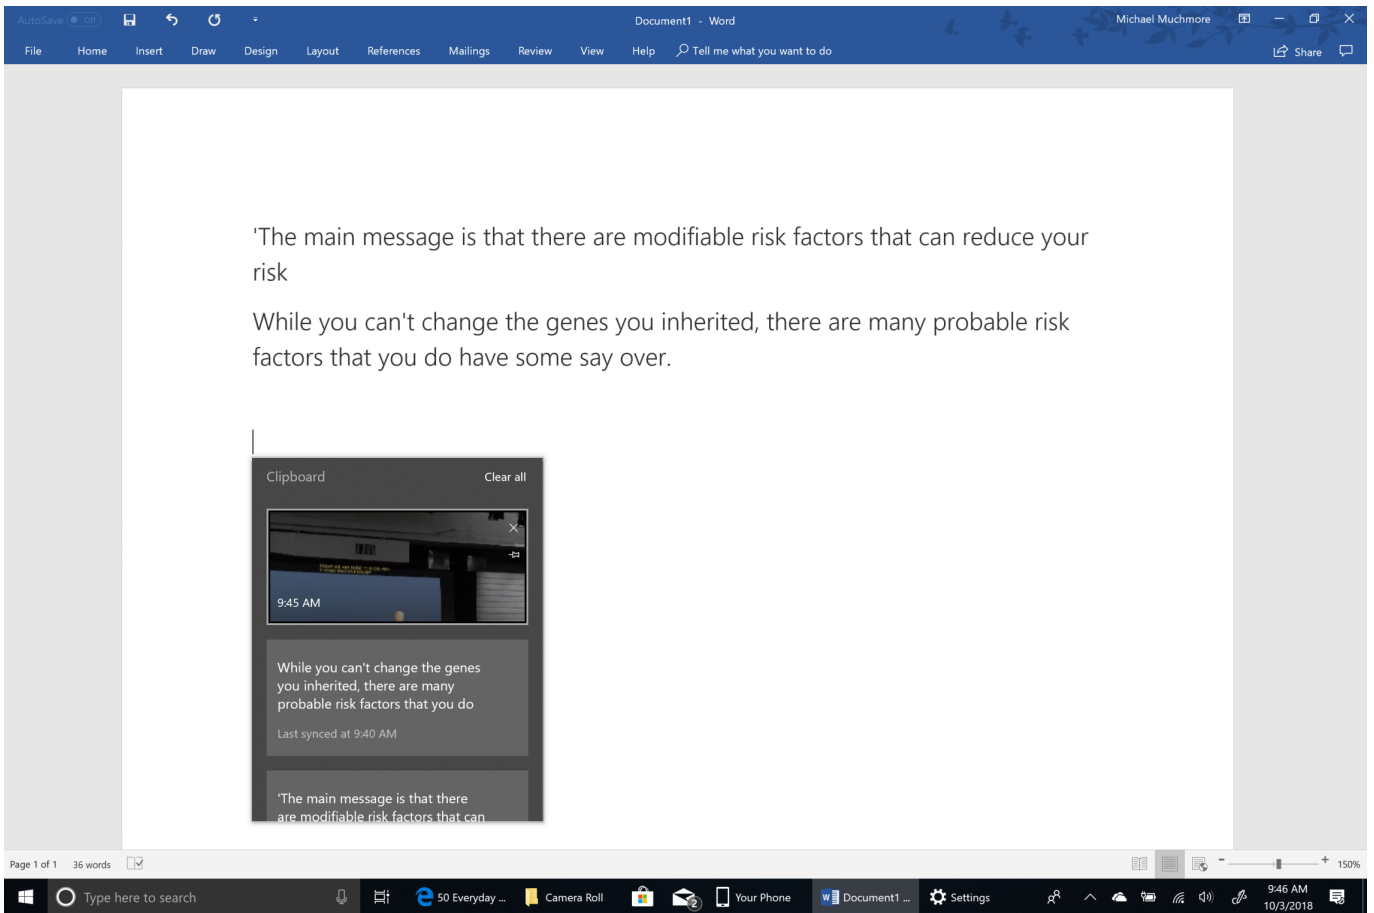 AutoSave Off
Document1 - Word
Michael Muchmore
File Home Insert Draw Design Layout References Mailings Review View Help Tell me what you want to do
Share
'The main message is that there are modifiable risk factors that can reduce your
risk
While you can't change the genes you inherited, there are many probable risk
factors that you do have some say over.
Clipboard Clear all
9:45 AM
While you can't change the genes
you inherited, there are many
probable risk factors that you do
Last synced at 9:40 AM
'The main message is that there
are modifiable risk factors that can
Page 1 of 1 36 words
- + 150%
Type here to search
50 Everyday ...
Camera Roll
2
Your Phone
Document1 ...
Settings
9:46 AM
10/3/2018